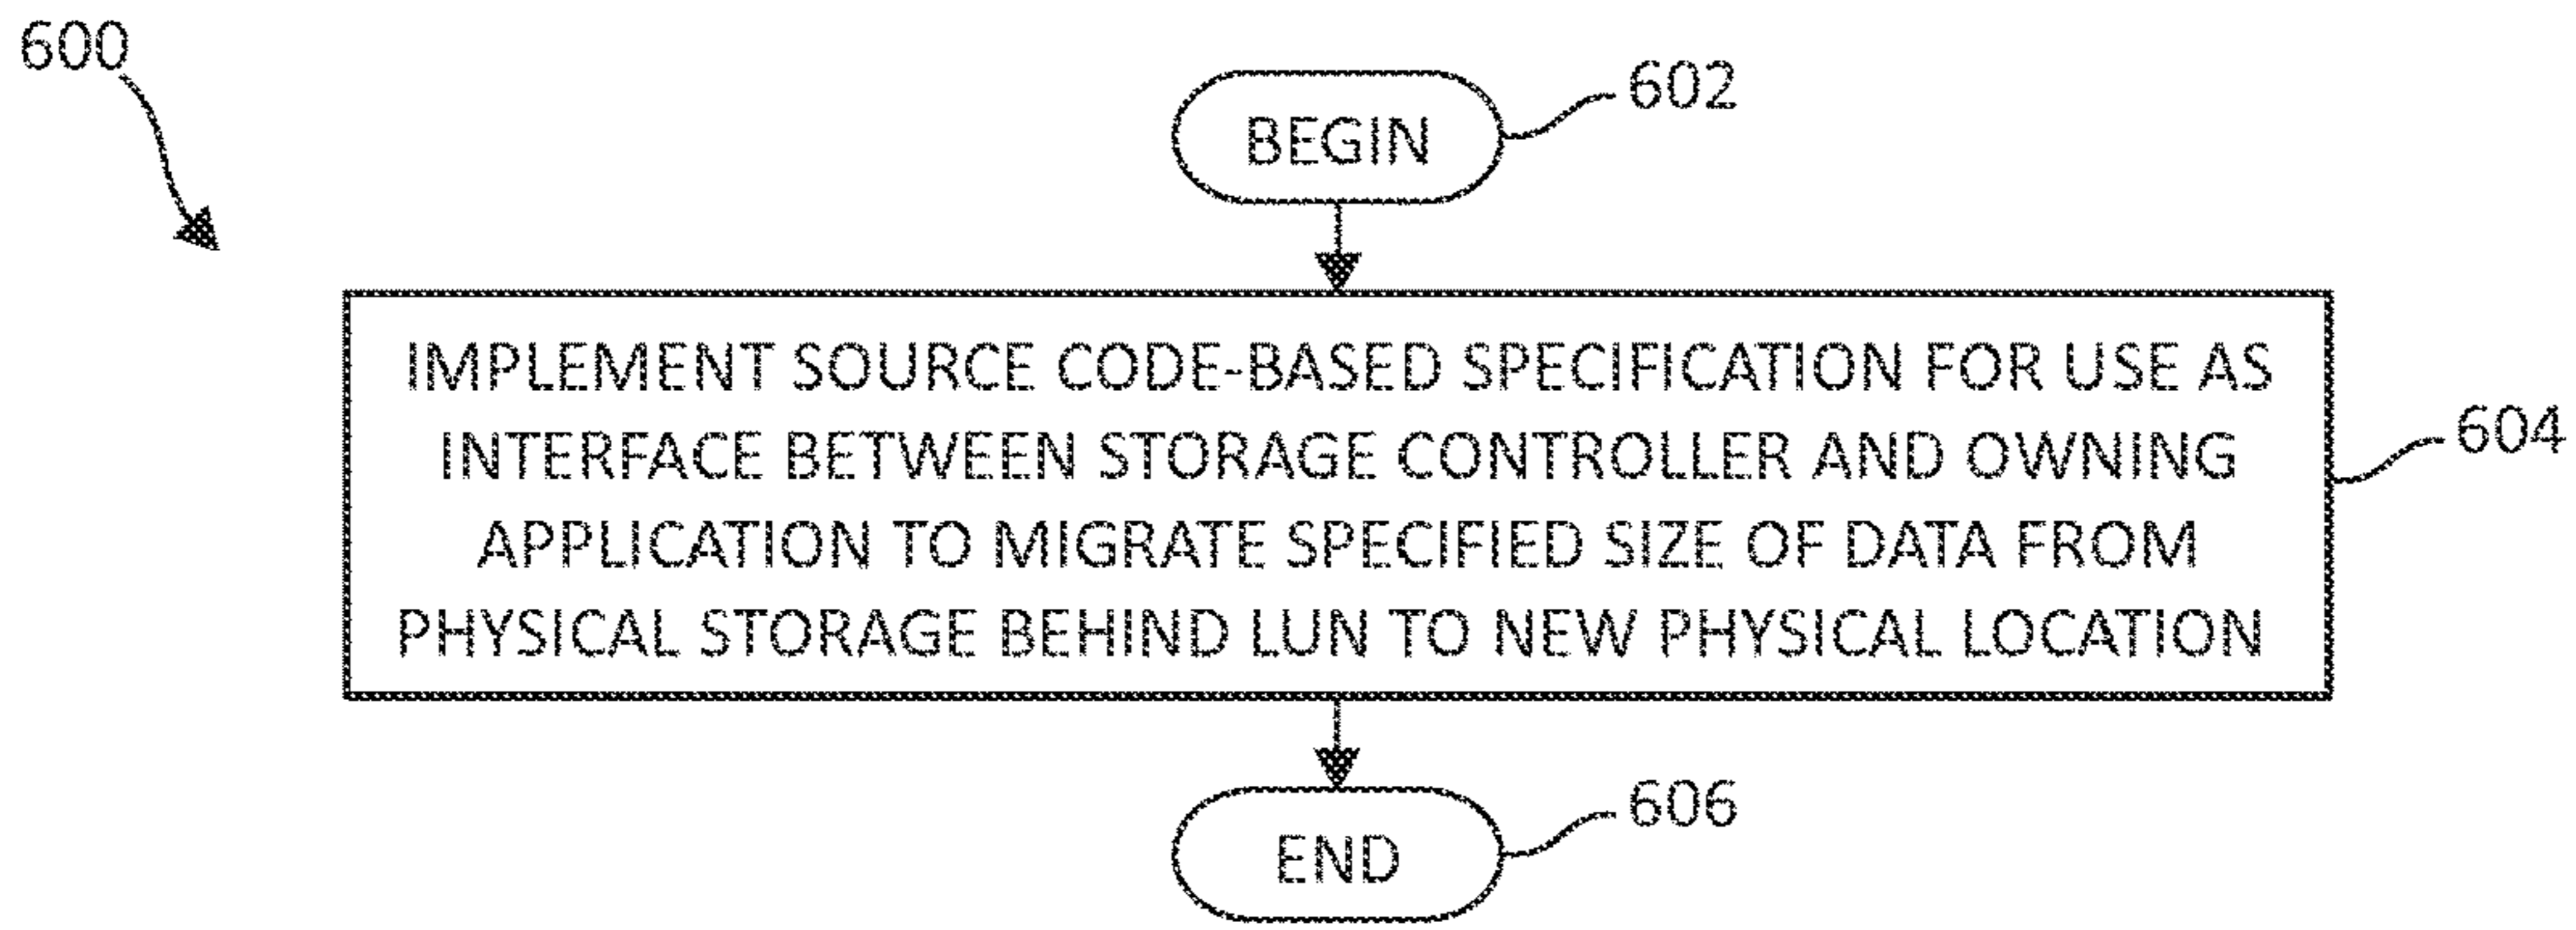 600
602
BEGIN
IMPLEMENT SOURCE CODE-BASED SPECIFICATION FOR USE AS
INTERFACE BETWEEN STORAGE CONTROLLER AND OWNING
APPLICATION TO MIGRATE SPECIFIED SIZE OF DATA FROM
PHYSICAL STORAGE BEHIND LUN TO NEW PHYSICAL LOCATION
604
606
END